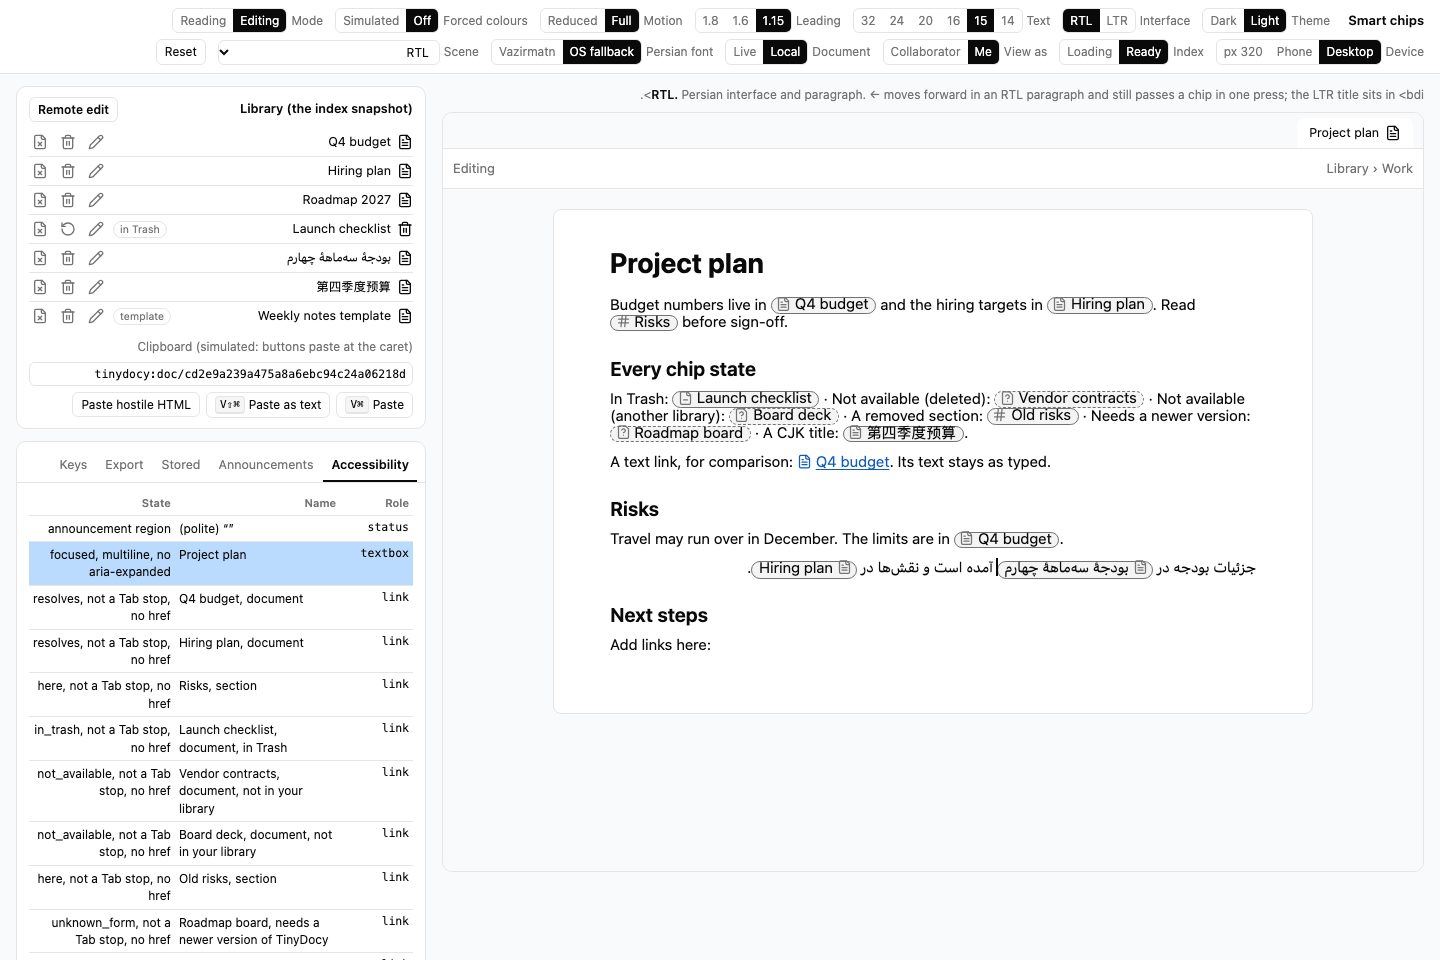 Smart chips
Theme Light Dark
Interface LTR RTL
Text 14 15 16 20 24 32
Leading 1.15 1.6 1.8
Motion Full Reduced
Forced colours Off Simulated
Mode Editing Reading
Device Desktop Phone px 320
Index Ready Loading
View as Me Collaborator
Document Local Live
Persian font OS fallback Vazirmatn
Scene RTL
Reset
.<RTL. Persian interface and paragraph. ← moves forward in an RTL paragraph and still passes a chip in one press; the LTR title sits in <bdi
Library (the index snapshot)
Remote edit
Q4 budget
Hiring plan
Roadmap 2027
Launch checklist in Trash
بودجهٔ سه‌ماههٔ چهارم
第四季度预算
Weekly notes template template
Clipboard (simulated: buttons paste at the caret)
tinydocy:doc/cd2e9a239a475a8a6ebc94c24a06218d
Paste V⌘
Paste as text V⇧⌘
Paste hostile HTML
Accessibility Announcements Stored Export Keys
Role Name State
status (polite) “” announcement region
textbox Project plan focused, multiline, no
aria-expanded
link Q4 budget, document resolves, not a Tab stop,
no href
link Hiring plan, document resolves, not a Tab stop,
no href
link Risks, section here, not a Tab stop, no
href
link Launch checklist, in_trash, not a Tab stop,
document, in Trash no href
link Vendor contracts, not_available, not a Tab
document, not in your stop, no href
library
link Board deck, document, not not_available, not a Tab
in your library stop, no href
link Old risks, section here, not a Tab stop, no
href
link Roadmap board, needs a unknown_form, not a
newer version of TinyDocy Tab stop, no href
Project plan
Library › Work
Editing
Project plan
Budget numbers live in Q4 budget and the hiring targets in Hiring plan. Read
# Risks before sign-off.
Every chip state
In Trash: Launch checklist · Not available (deleted): Vendor contracts · Not available
(another library): Board deck · A removed section: # Old risks · Needs a newer version:
Roadmap board · A CJK title: 第四季度预算.
A text link, for comparison: Q4 budget. Its text stays as typed.
Risks
Travel may run over in December. The limits are in Q4 budget.
جزئیات بودجه در بودجهٔ سه‌ماههٔ چهارم آمده است و نقش‌ها در Hiring plan.
Next steps
Add links here: